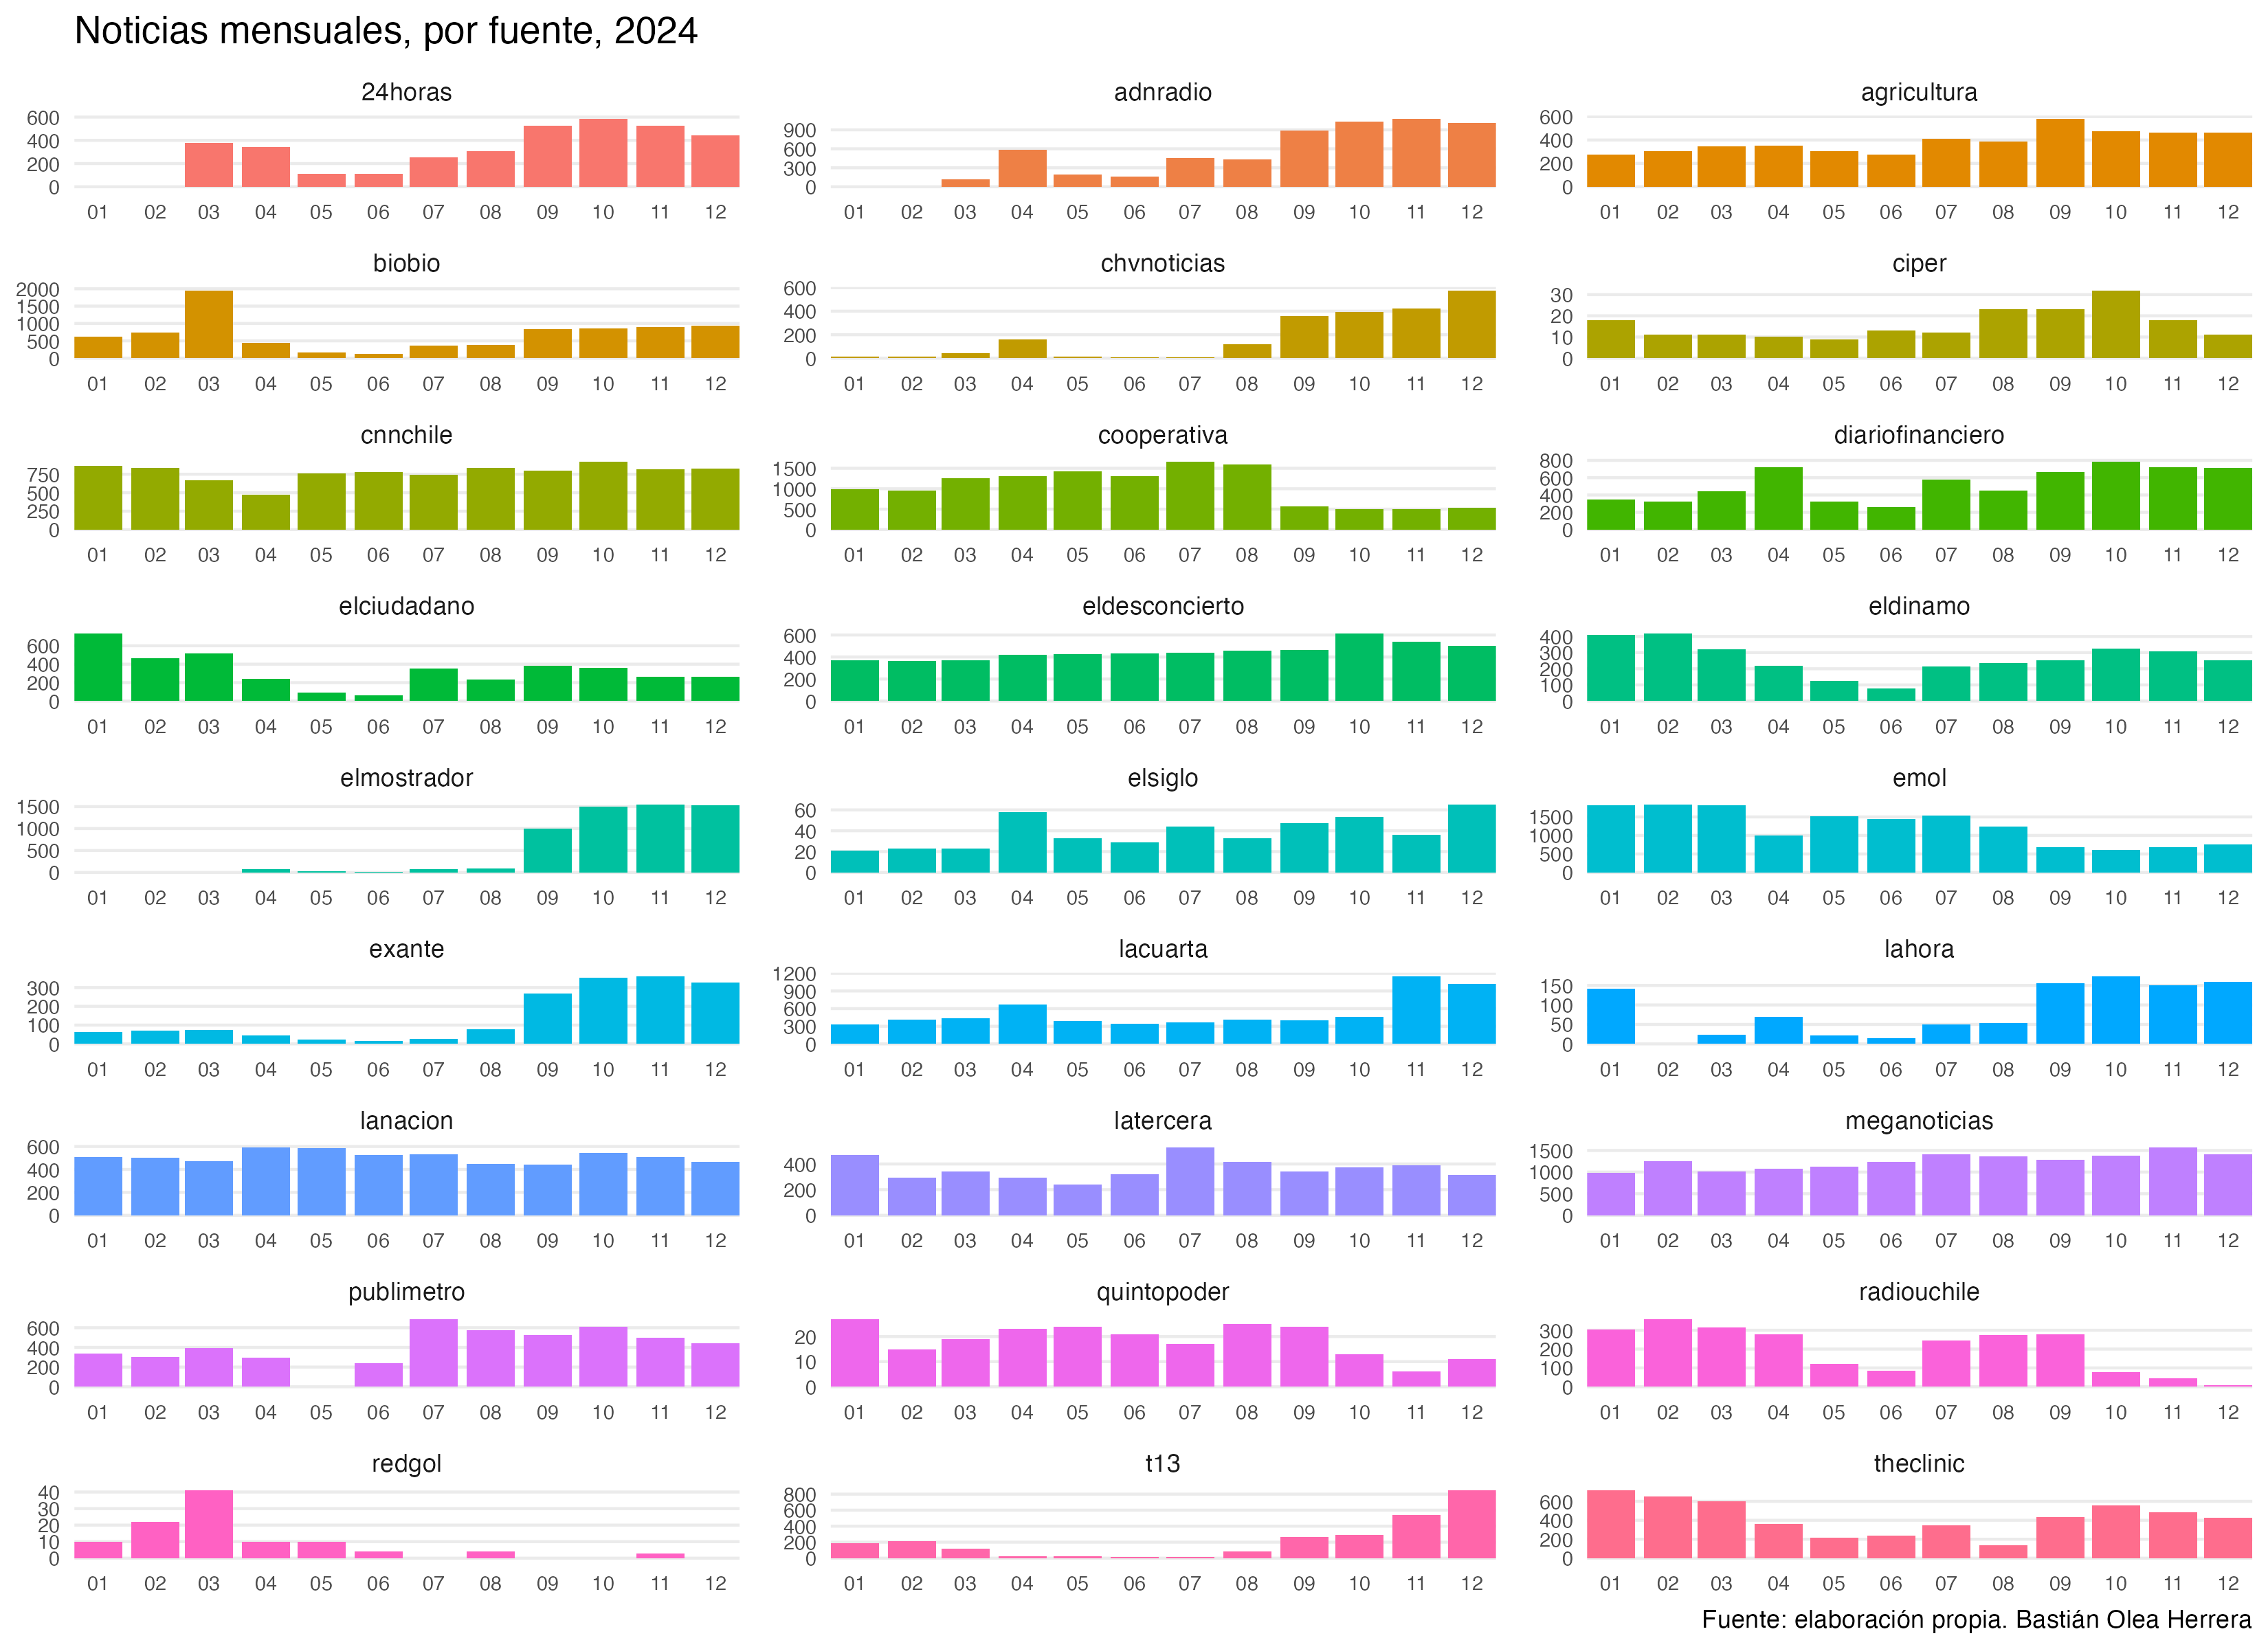 Noticias mensuales, por fuente, 2024
24horas
600
400
200
0
01 02 03 04 05 06 07 08 09 10 11 12
adnradio
900
600
300
0
01 02 03 04 05 06 07 08 09 10 11 12
agricultura
600
400
200
0
01 02 03 04 05 06 07 08 09 10 11 12
biobio
2000
1500
1000
500
0
01 02 03 04 05 06 07 08 09 10 11 12
chvnoticias
600
400
200
0
01 02 03 04 05 06 07 08 09 10 11 12
ciper
30
20
10
0
01 02 03 04 05 06 07 08 09 10 11 12
cnnchile
750
500
250
0
01 02 03 04 05 06 07 08 09 10 11 12
cooperativa
1500
1000
500
0
01 02 03 04 05 06 07 08 09 10 11 12
diariofinanciero
800
600
400
200
0
01 02 03 04 05 06 07 08 09 10 11 12
elciudadano
600
400
200
0
01 02 03 04 05 06 07 08 09 10 11 12
eldesconcierto
600
400
200
0
01 02 03 04 05 06 07 08 09 10 11 12
eldinamo
400
300
200
100
0
01 02 03 04 05 06 07 08 09 10 11 12
elmostrador
1500
1000
500
0
01 02 03 04 05 06 07 08 09 10 11 12
elsiglo
60
40
20
0
01 02 03 04 05 06 07 08 09 10 11 12
emol
1500
1000
500
0
01 02 03 04 05 06 07 08 09 10 11 12
exante
300
200
100
0
01 02 03 04 05 06 07 08 09 10 11 12
lacuarta
1200
900
600
300
0
01 02 03 04 05 06 07 08 09 10 11 12
lahora
150
100
50
0
01 02 03 04 05 06 07 08 09 10 11 12
lanacion
600
400
200
0
01 02 03 04 05 06 07 08 09 10 11 12
latercera
400
200
0
01 02 03 04 05 06 07 08 09 10 11 12
meganoticias
1500
1000
500
0
01 02 03 04 05 06 07 08 09 10 11 12
publimetro
600
400
200
0
01 02 03 04 05 06 07 08 09 10 11 12
quintopoder
20
10
0
01 02 03 04 05 06 07 08 09 10 11 12
radiouchile
300
200
100
0
01 02 03 04 05 06 07 08 09 10 11 12
redgol
40
30
20
10
0
01 02 03 04 05 06 07 08 09 10 11 12
t13
800
600
400
200
0
01 02 03 04 05 06 07 08 09 10 11 12
theclinic
600
400
200
0
01 02 03 04 05 06 07 08 09 10 11 12
Fuente: elaboración propia. Bastián Olea Herrera